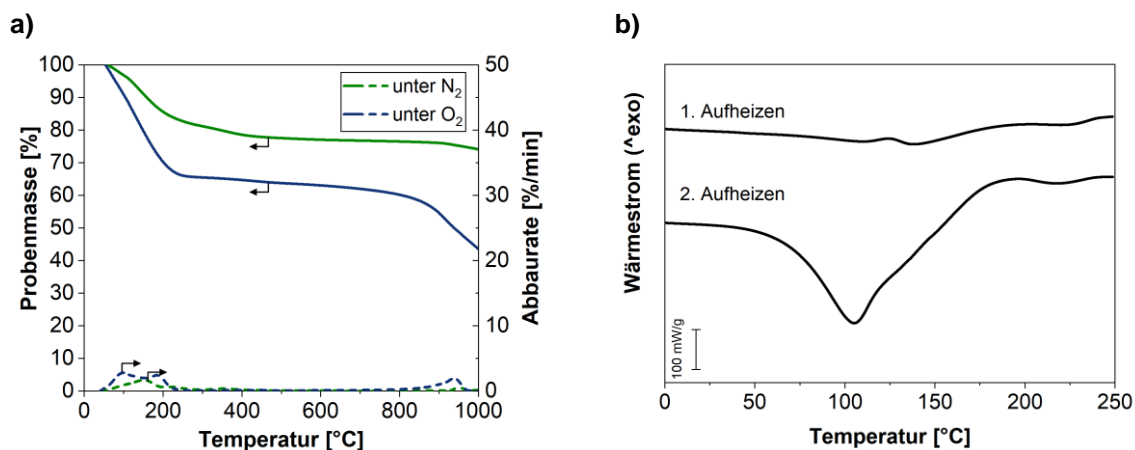 a)
b)
100
90
80
70
60
50
40
30
20
10
0
Probenmasse [%]
50
40
30
20
10
0
Abbaurate [%/min]
unter N₂
unter O₂
0 200 400 600 800 1000
Temperatur [°C]
Wärmestrom (^exo)
1. Aufheizen
2. Aufheizen
100 mW/g
0 50 100 150 200 250
Temperatur [°C]